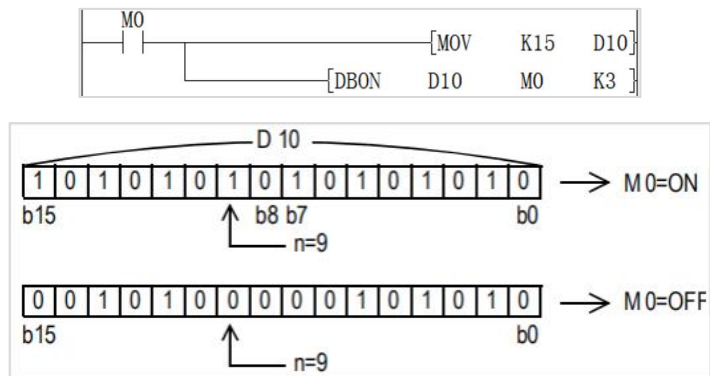 M0
[MOV K15 D10]
[DBON D10 M0 K3 ]
D 10
1 0 1 0 1 0 1 0 1 0 1 0 1 0 1 0 M0=ON
b15 b8 b7 b0
n=9
0 0 1 0 1 0 0 0 0 0 1 0 1 0 1 0 M0=OFF
b15 b0
n=9